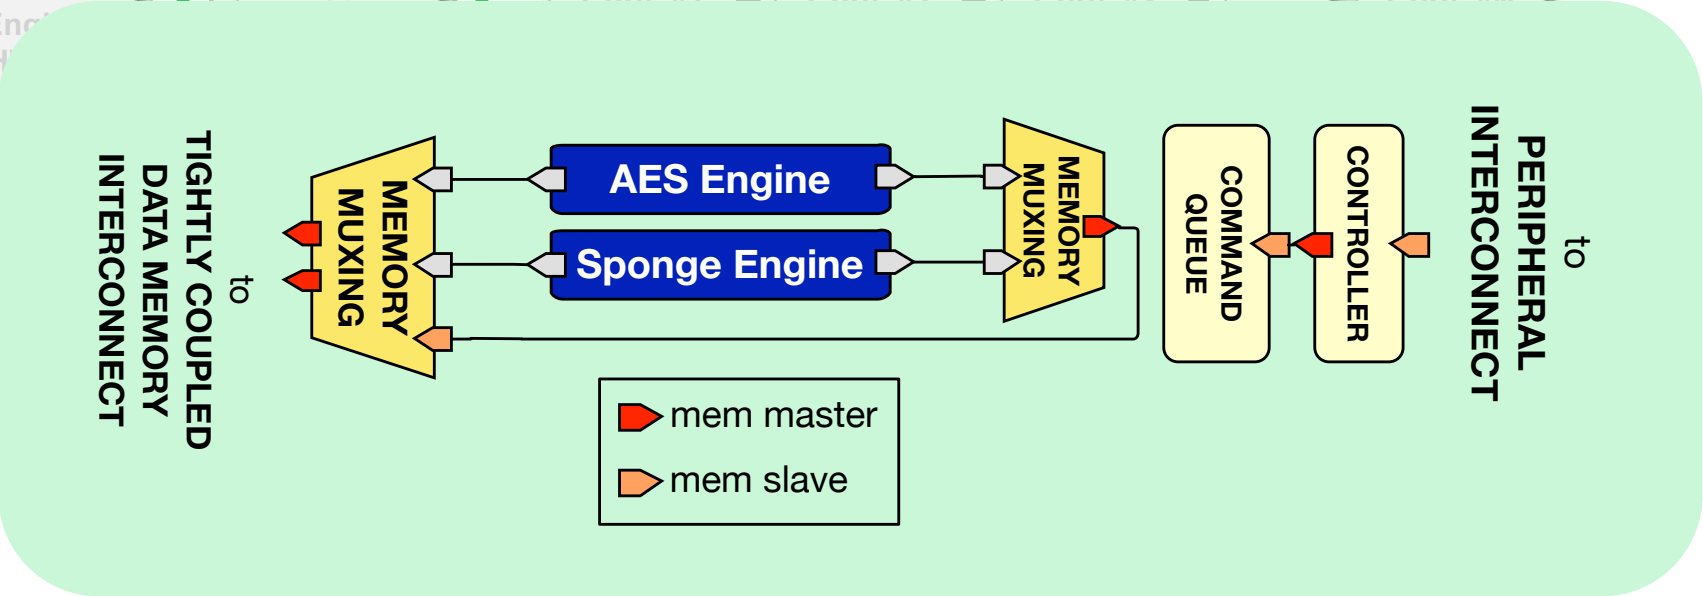 to
TIGHTLY COUPLED
DATA MEMORY
INTERCONNECT
MEMORY
MUXING
AES Engine
Sponge Engine
MEMORY
MUXING
COMMAND
QUEUE
CONTROLLER
to
PERIPHERAL
INTERCONNECT
mem master
mem slave